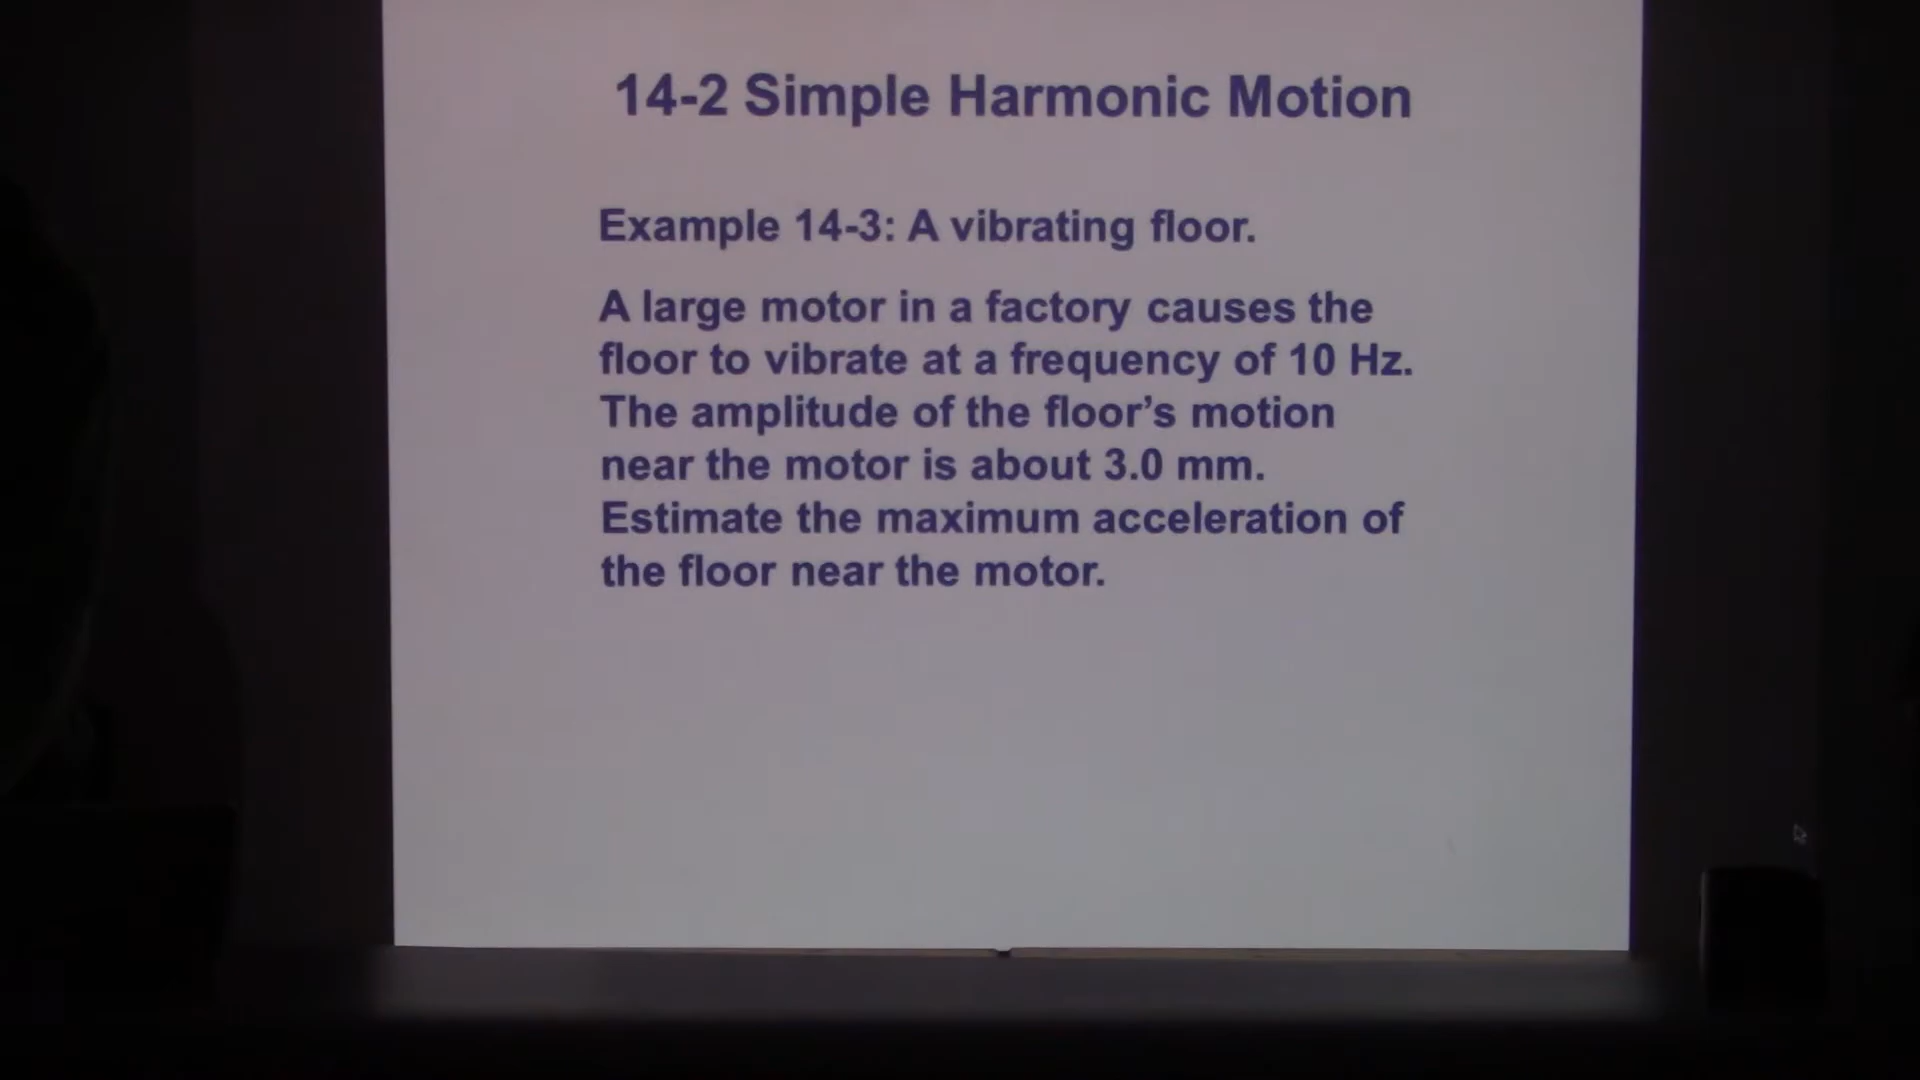 14-2 Simple Harmonic Motion
Example 14-3: A vibrating floor.
A large motor in a factory causes the
floor to vibrate at a frequency of 10 Hz.
The amplitude of the floor’s motion
near the motor is about 3.0 mm.
Estimate the maximum acceleration of
the floor near the motor.